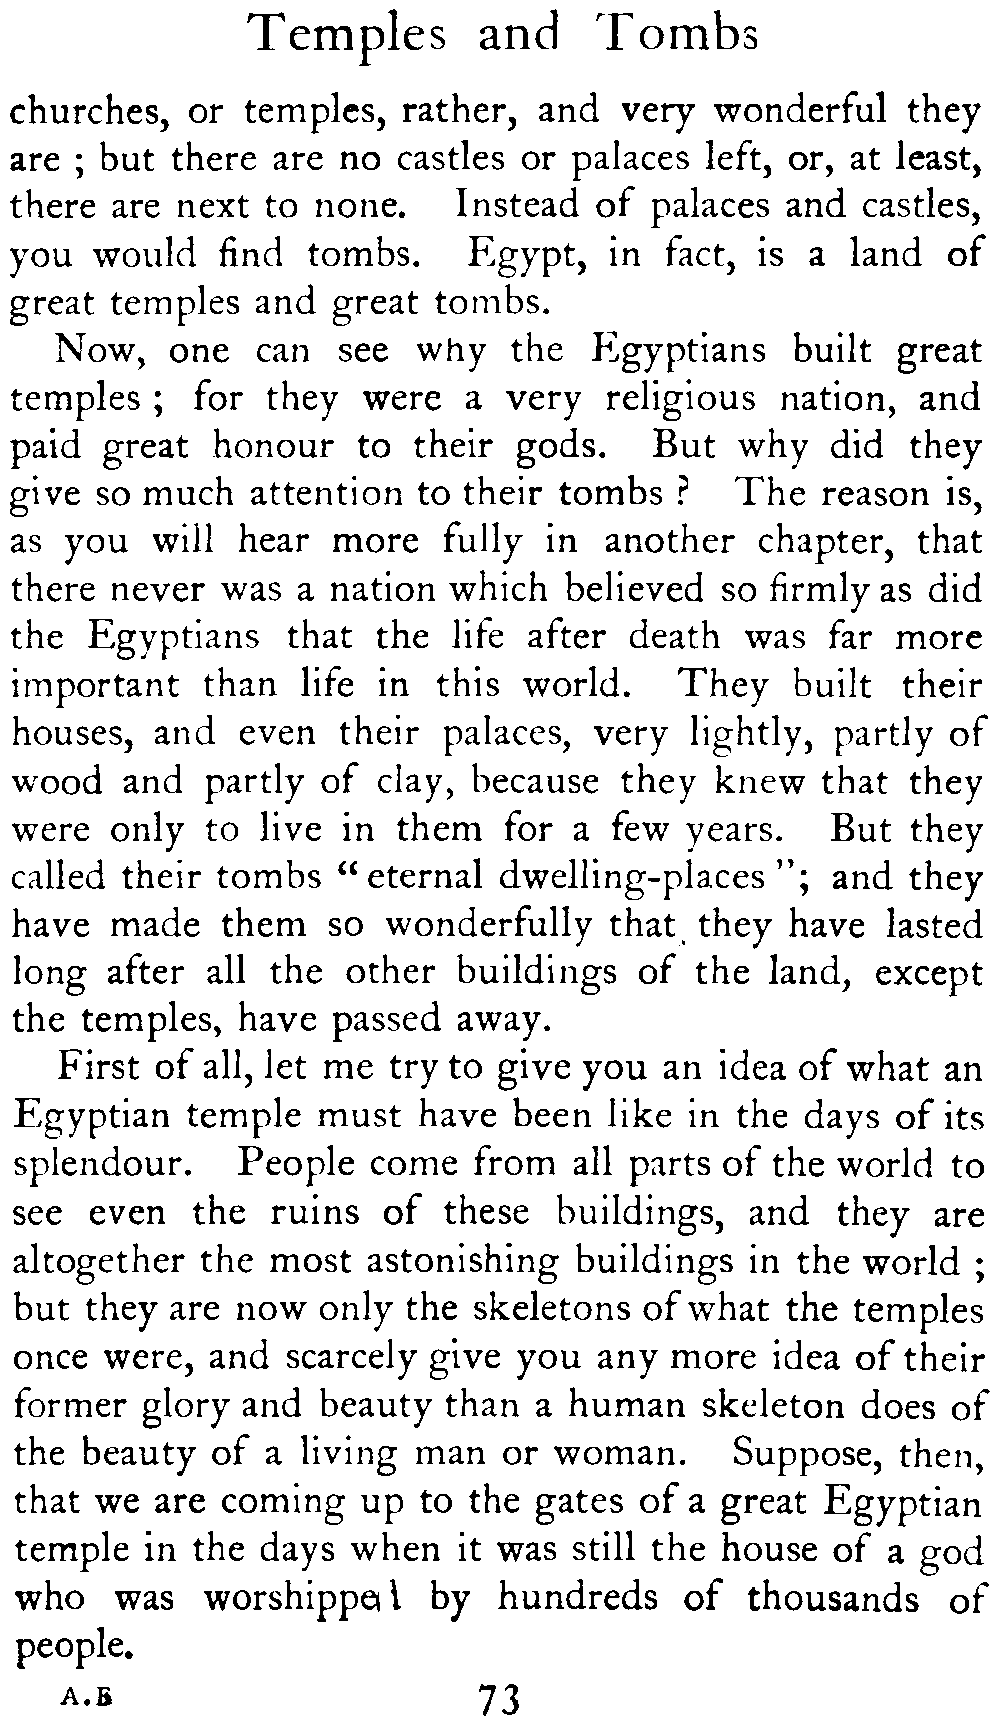 Temples and Tombs
churches, or temples, rather, and very wonderful they
are ; but there are no castles or palaces left, or, at least,
there are next to none. Instead of palaces and castles,
you would find tombs. Egypt, in fact, is a land of
great temples and great tombs.
Now, one can see why the Egyptians built great
temples ; for they were a very religious nation, and
paid great honour to their gods. But why did they
give so much attention to their tombs ? The reason is,
as you will hear more fully in another chapter, that
there never was a nation which believed so firmly as did
the Egyptians that the life after death was far more
important than life in this world. They built their
houses, and even their palaces, very lightly, partly of
wood and partly of clay, because they knew that they
were only to live in them for a few years. But they
called their tombs “ eternal dwelling-places ”; and they
have made them so wonderfully that they have lasted
long after all the other buildings of the land, except
the temples, have passed away.
First of all, let me try to give you an idea of what an
Egyptian temple must have been like in the days of its
splendour. People come from all parts of the world to
see even the ruins of these buildings, and they are
altogether the most astonishing buildings in the world ;
but they are now only the skeletons of what the temples
once were, and scarcely give you any more idea of their
former glory and beauty than a human skeleton does of
the beauty of a living man or woman. Suppose, then,
that we are coming up to the gates of a great Egyptian
temple in the days when it was still the house of a god
who was worshipped by hundreds of thousands of
people.
A.E 73